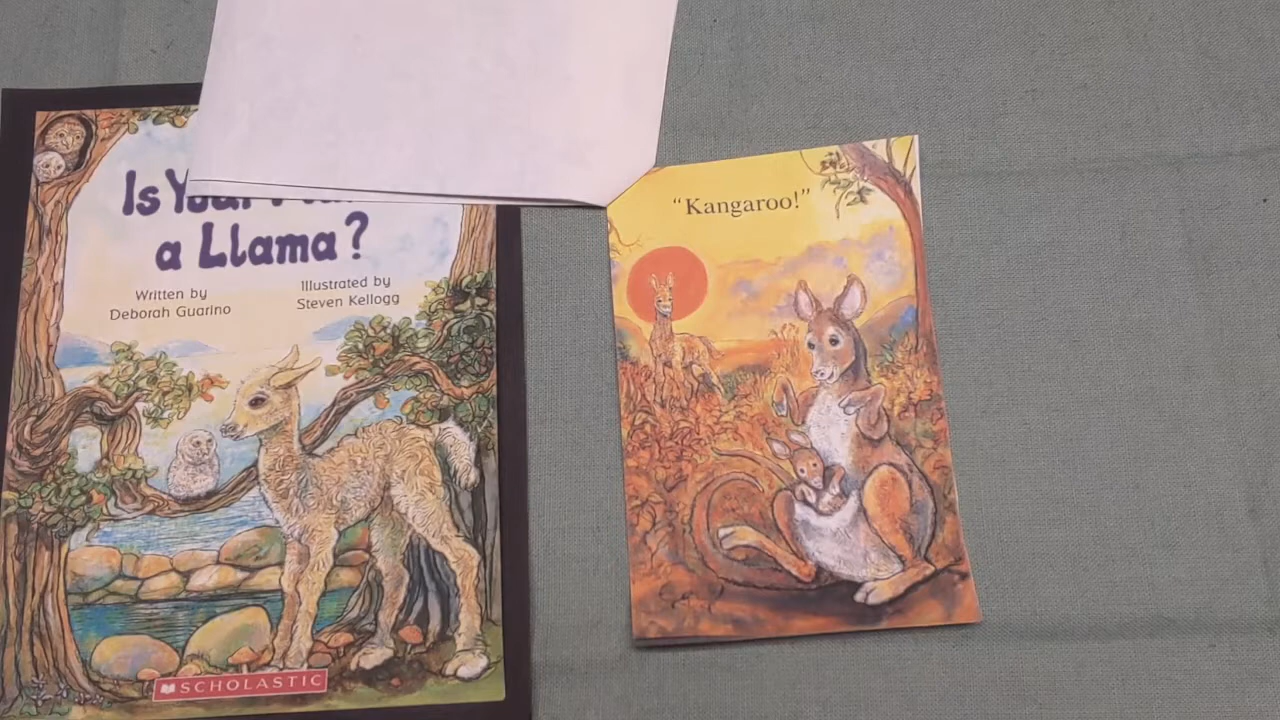 Is Your
a Llama?
Written by
Deborah Guarino
Illustrated by
Steven Kellogg
SCHOLASTIC
"Kangaroo!"